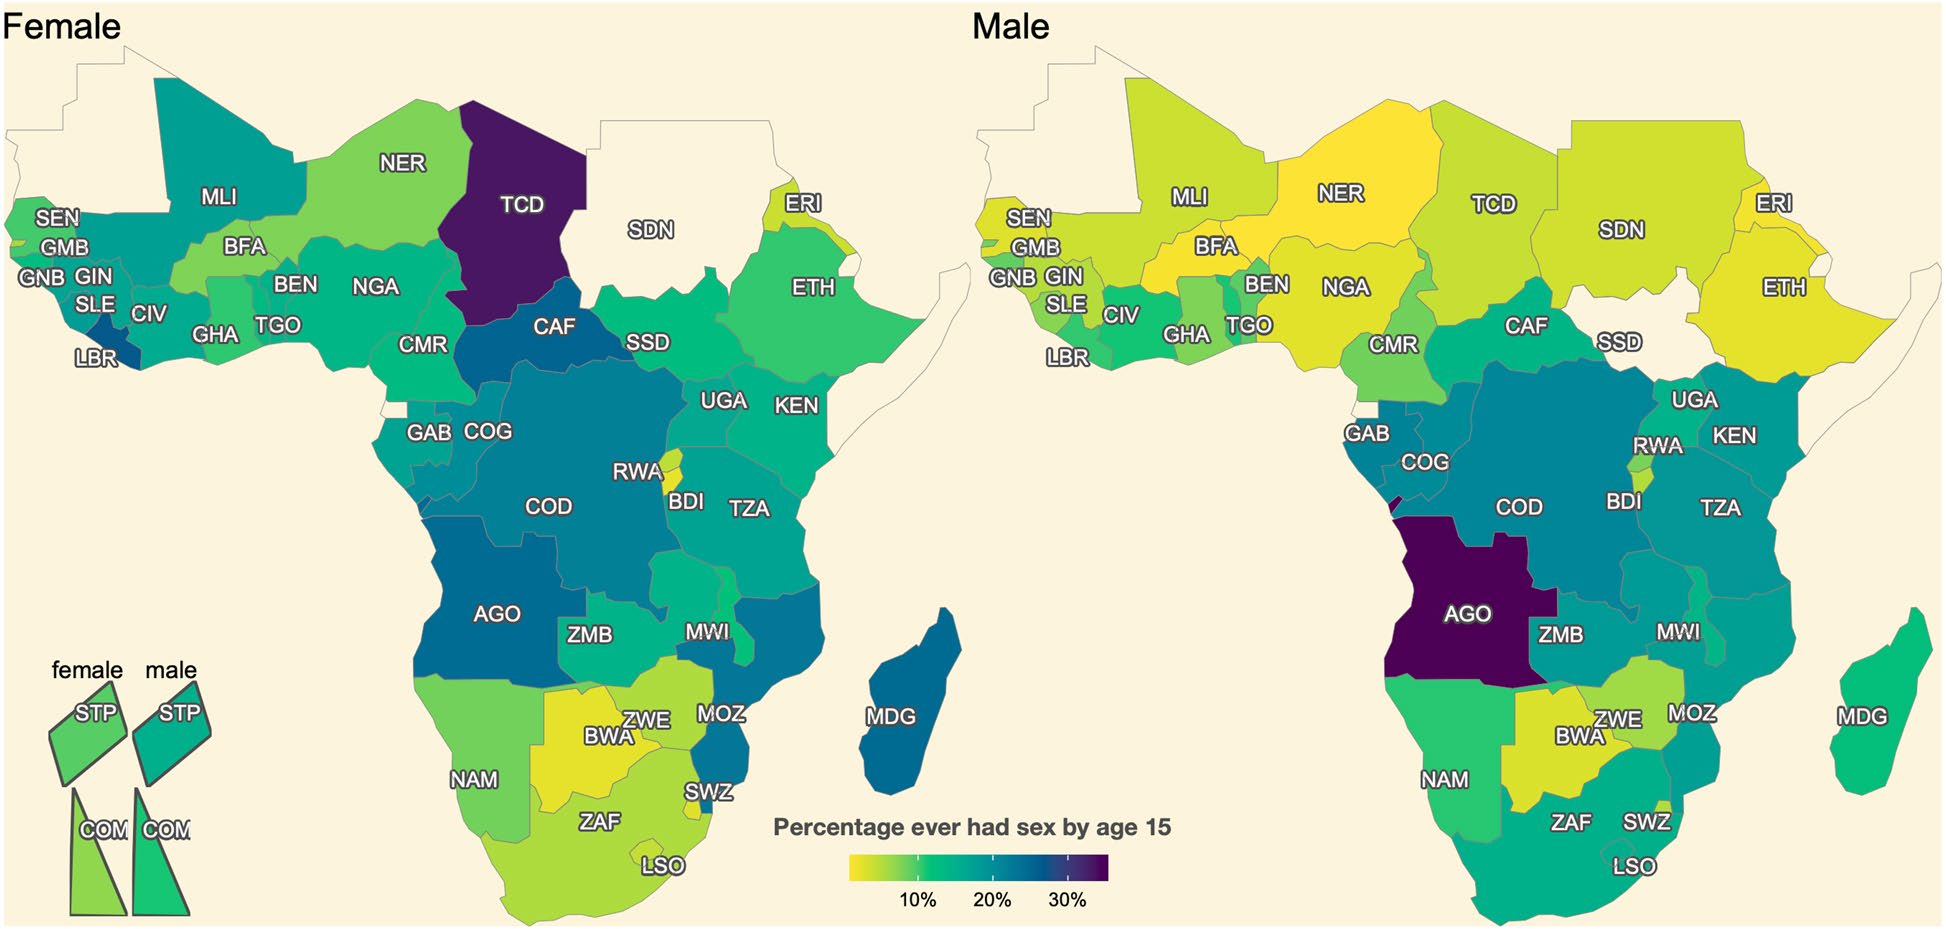 Female
NER
MLI
TCD
ERI
SEN
SDN
GMB
BFA
GNB
GIN
BEN
NGA
ETH
SLE
CIV
TGO
CAF
GHA
CMR
SSD
LBR
UGA
KEN
GAB
COG
RWA
BDI
COD
TZA
AGO
ZMB
MWI
MOZ
ZWE
BWA
MDG
NAM
SWZ
ZAF
LSO
female
male
STP
STP
COM
COM
Male
NER
MLI
TCD
ERI
SEN
SDN
GMB
BFA
GNB
GIN
BEN
NGA
ETH
SLE
CIV
TGO
CAF
GHA
CMR
SSD
LBR
UGA
KEN
GAB
RWA
COG
BDI
COD
TZA
AGO
ZMB
MWI
MOZ
ZWE
BWA
MDG
NAM
ZAF
SWZ
LSO
Percentage ever had sex by age 15
10% 20% 30%